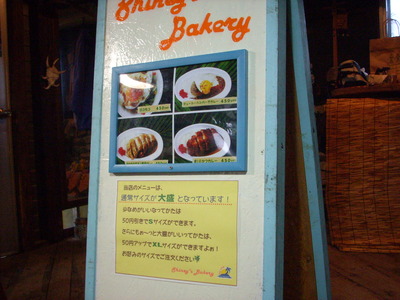 Shiney's
Bakery
当店のメニューは、
通常サイズが大盛となっています!
少なめがいいなってかたは
50円引きでSサイズができます。
さらにもぉ〜っと大盛がいいってかたは、
50円アップでXLサイズができますよぉ!
お好みのサイズでご注文ください
Shiney's Bakery